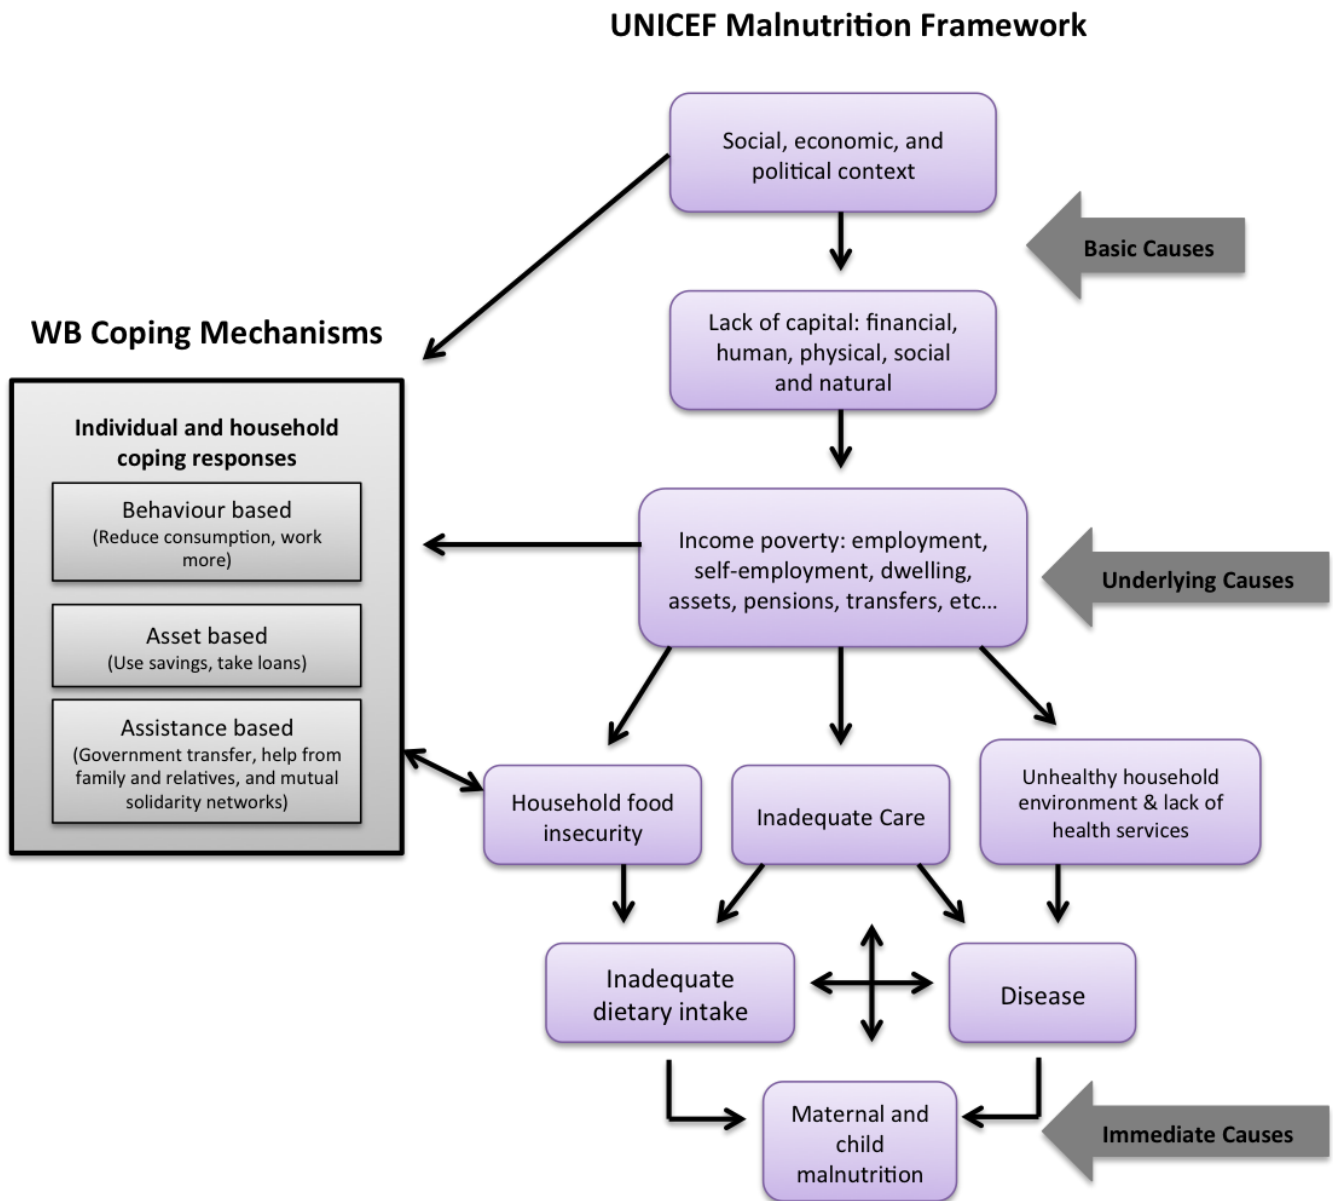 UNICEF Malnutrition Framework
Social, economic, and
political context
Basic Causes
Lack of capital: financial,
human, physical, social
and natural
WB Coping Mechanisms
Individual and household
coping responses
Behaviour based
(Reduce consumption, work
more)
Asset based
(Use savings, take loans)
Assistance based
(Government transfer, help from
family and relatives, and mutual
solidarity networks)
Income poverty: employment,
self-employment, dwelling,
assets, pensions, transfers, etc...
Underlying Causes
Household food
insecurity
Inadequate Care
Unhealthy household
environment & lack of
health services
Inadequate
dietary intake
Disease
Maternal and
child
malnutrition
Immediate Causes